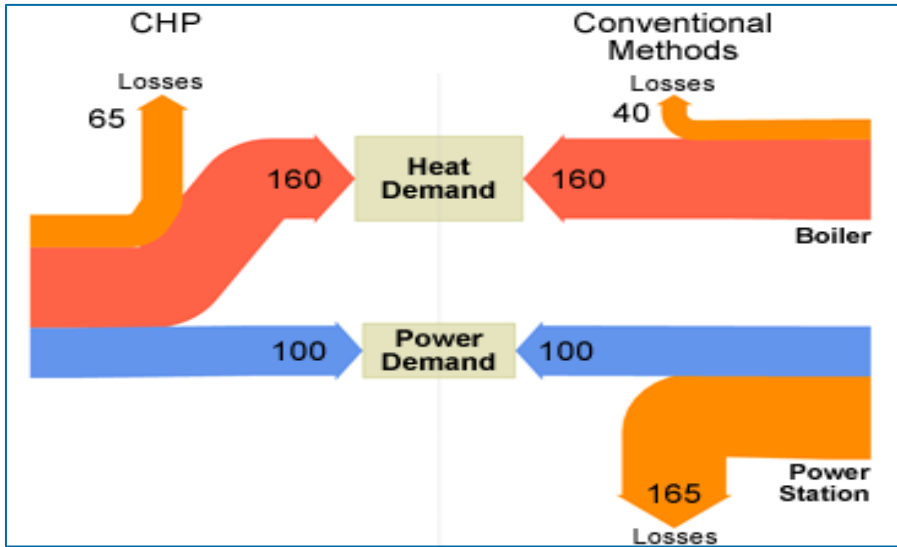 CHP
Conventional
Methods
Losses
65
Losses
40
160
Heat
Demand
160
Boiler
100
Power
Demand
100
165
Power
Station
Losses